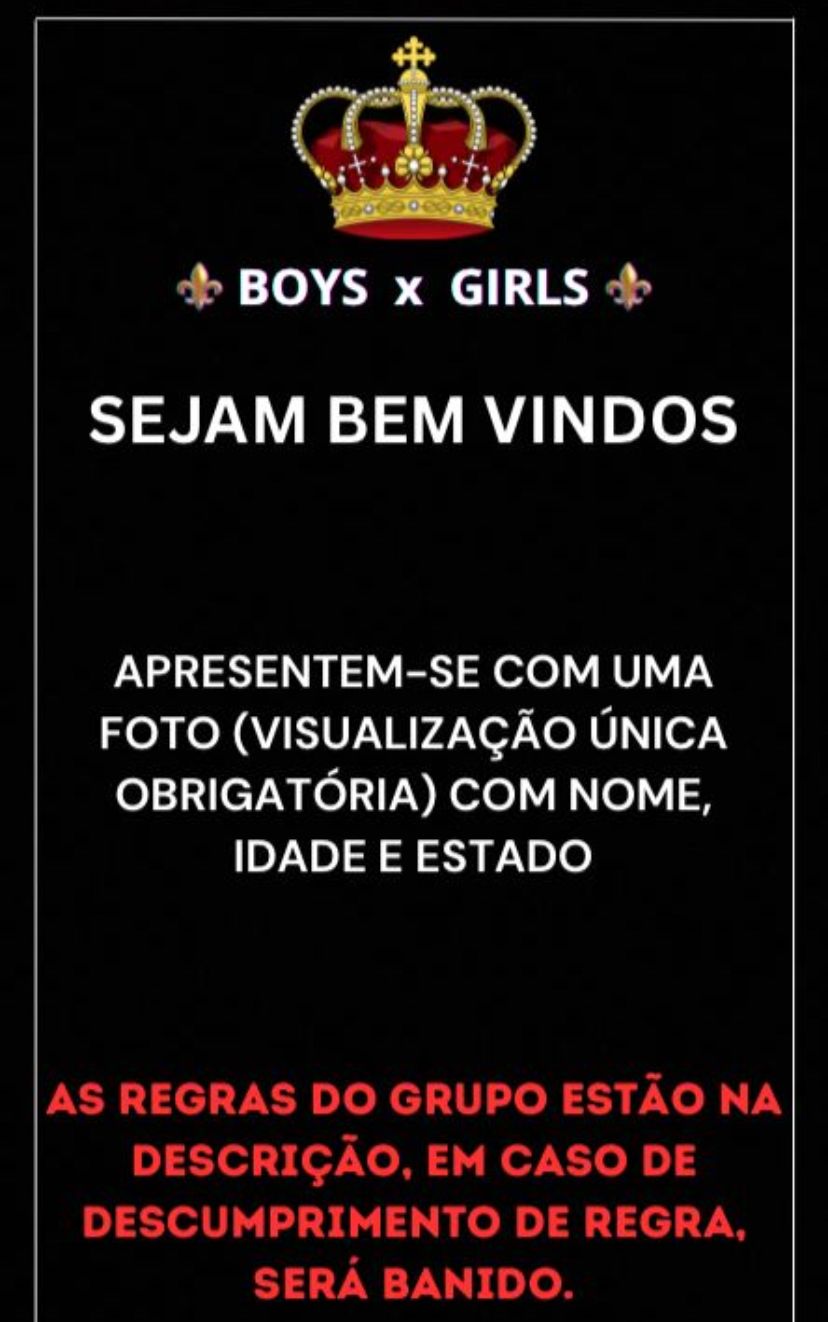 BOYS x GIRLS
SEJAM BEM VINDOS
APRESENTEM-SE COM UMA
FOTO (VISUALIZAÇÃO ÚNICA
OBRIGATÓRIA) COM NOME,
IDADE E ESTADO
AS REGRAS DO GRUPO ESTÃO NA
DESCRIÇÃO, EM CASO DE
DESCUMPRIMENTO DE REGRA,
SERÁ BANIDO.